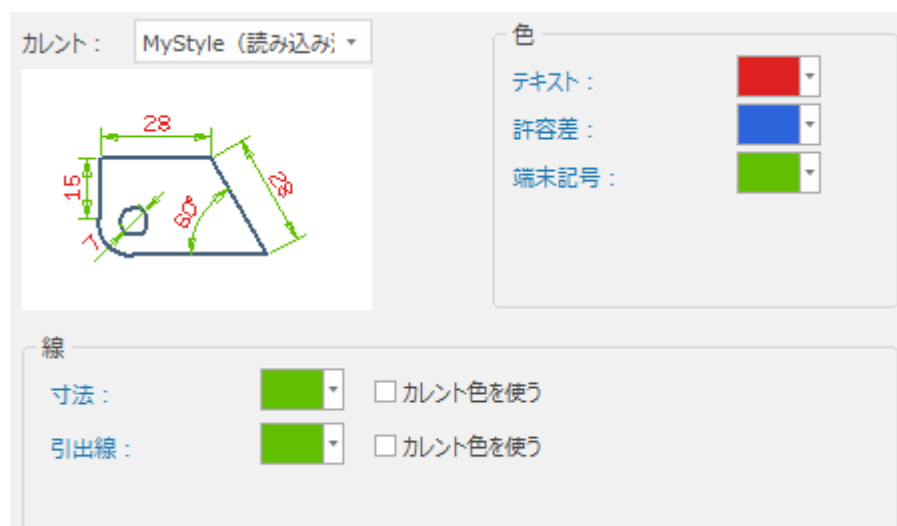 カレント：
MyStyle（読み込み
色
テキスト：
許容差：
端末記号：
28
15
28
80°
7
線
寸法：
カレント色を使う
引出線：
カレント色を使う